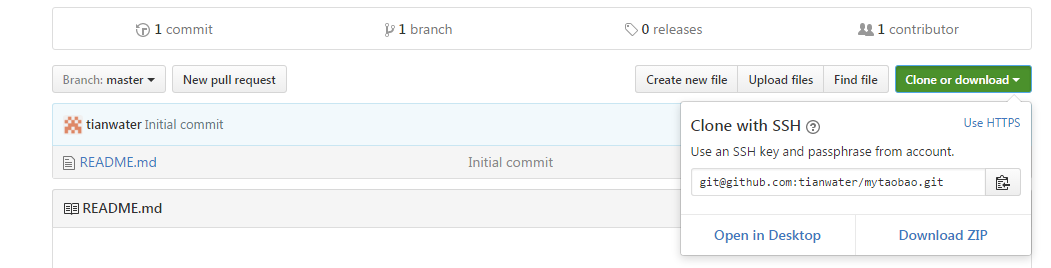 1 commit 1 branch 0 releases 1 contributor
Branch: master New pull request Create new file Upload files Find file Clone or download
tianwater Initial commit
README.md Initial commit
README.md
Clone with SSH Use HTTPS
Use an SSH key and passphrase from account.
git@github.com:tianwater/mytaobao.git
Open in Desktop Download ZIP